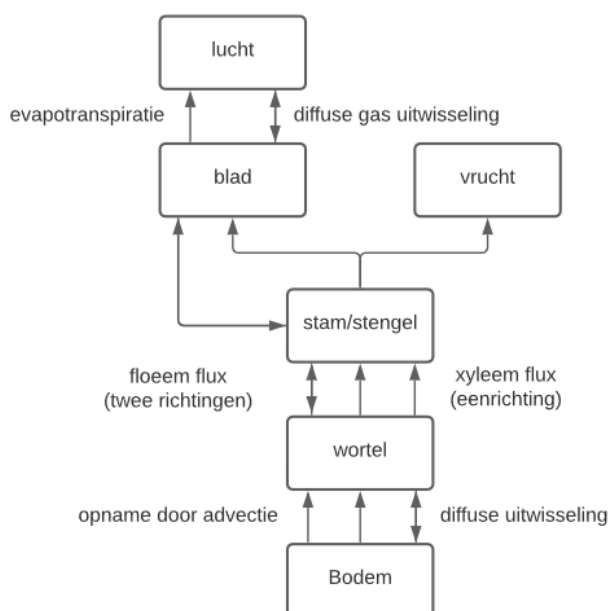 lucht
evapotranspiratie
diffuse gas uitwisseling
blad
vrucht
stam/stengel
floeem flux
(twee richtingen)
xyleem flux
(eenrichting)
wortel
opname door advectie
diffuse uitwisseling
Bodem